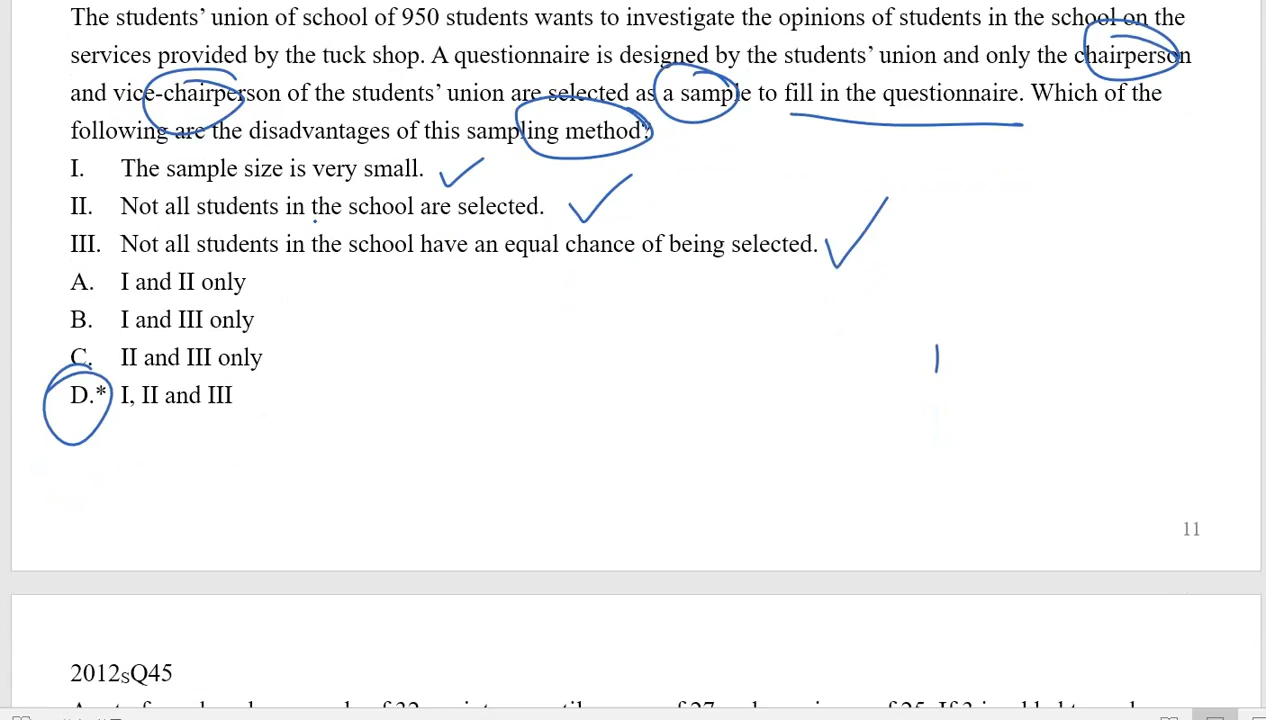 The students’ union of school of 950 students wants to investigate the opinions of students in the school on the
services provided by the tuck shop. A questionnaire is designed by the students’ union and only the chairperson
and vice-chairperson of the students’ union are selected as a sample to fill in the questionnaire. Which of the
following are the disadvantages of this sampling method?
I. The sample size is very small.
II. Not all students in the school are selected.
III. Not all students in the school have an equal chance of being selected.
A. I and II only
B. I and III only
C. II and III only
D.* I, II and III
11
2012sQ45